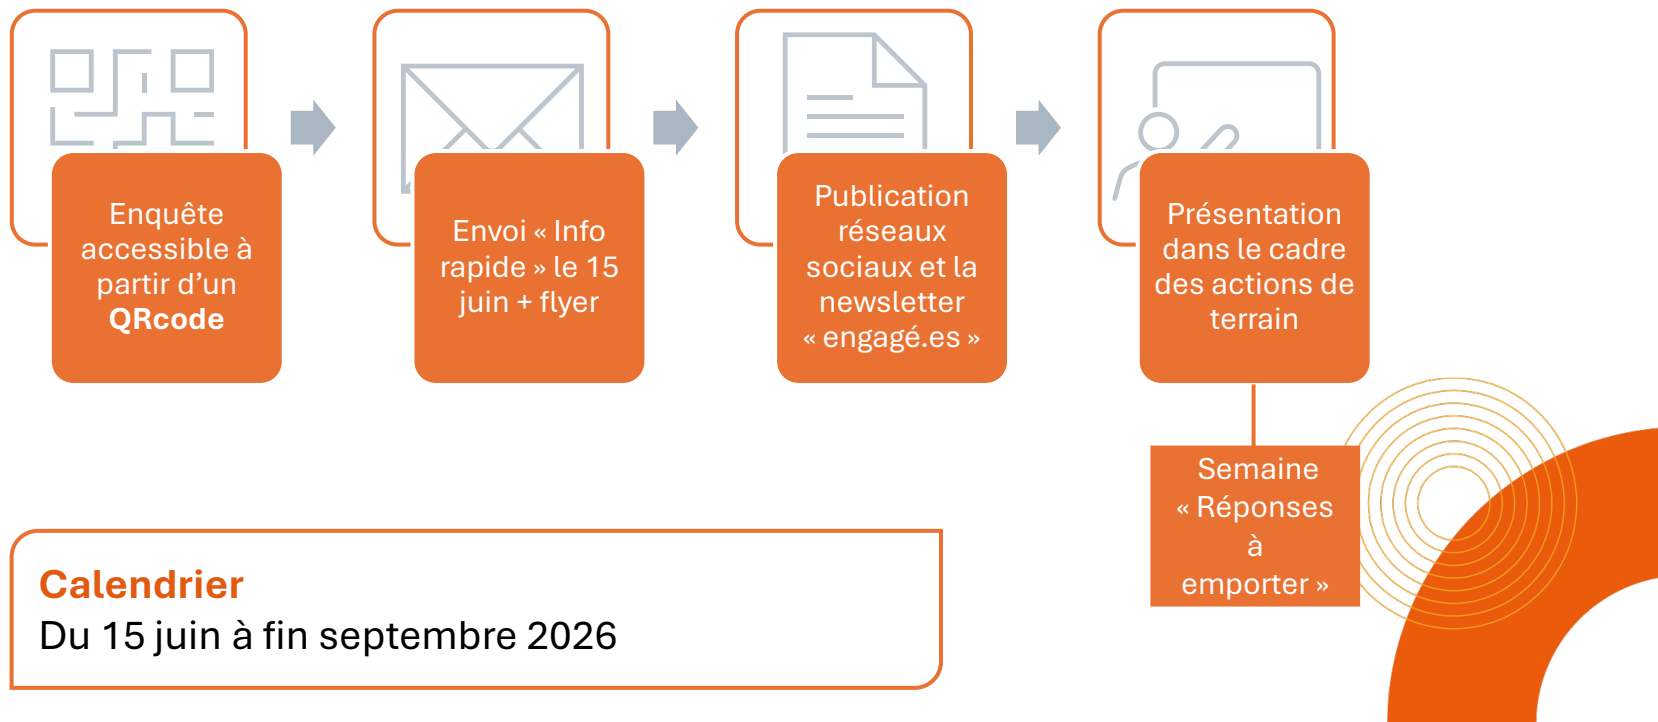 Enquête
accessible à
partir d’un
QRcode
Envoi « Info
rapide » le 15
juin + flyer
Publication
réseaux
sociaux et la
newsletter
« engagé.es »
Présentation
dans le cadre
des actions de
terrain
Semaine
« Réponses
à
emporter »
Calendrier
Du 15 juin à fin septembre 2026